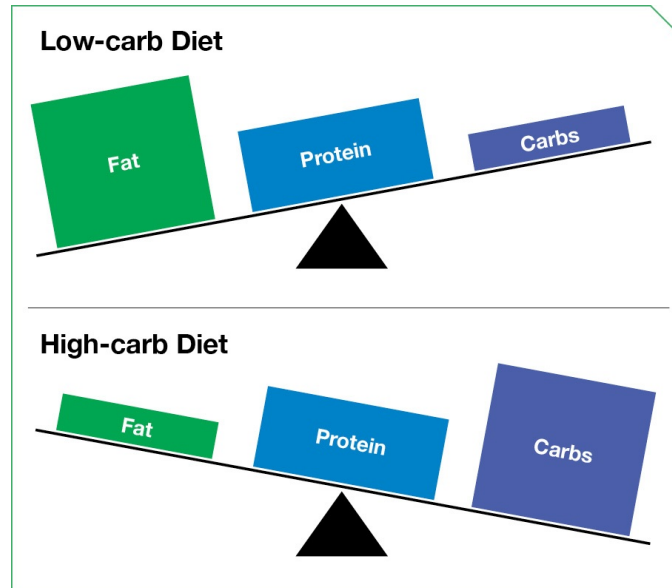 Low-carb Diet
Fat
Protein
Carbs
High-carb Diet
Fat
Protein
Carbs